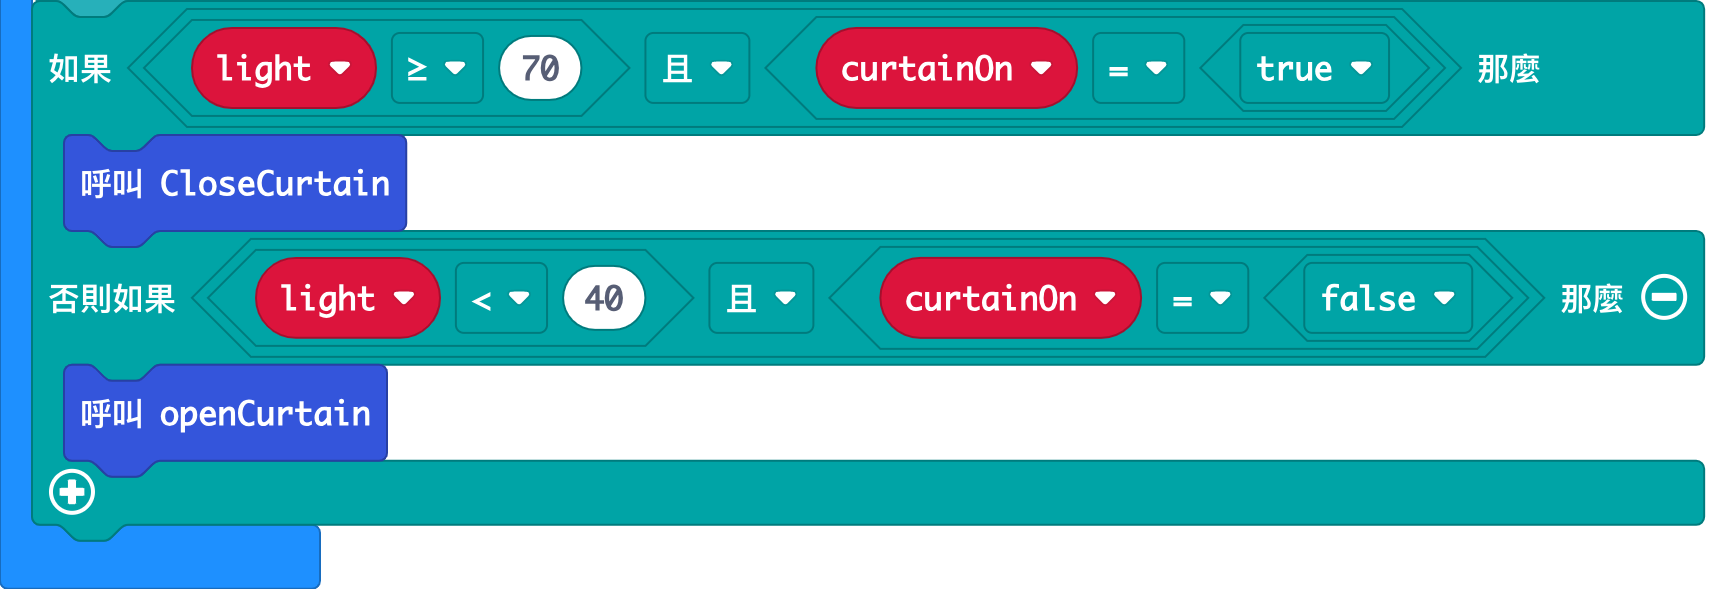 如果 light ≥ 70 且 curtainOn = true 那麼
呼叫 CloseCurtain
否則如果 light < 40 且 curtainOn = false 那麼
呼叫 openCurtain